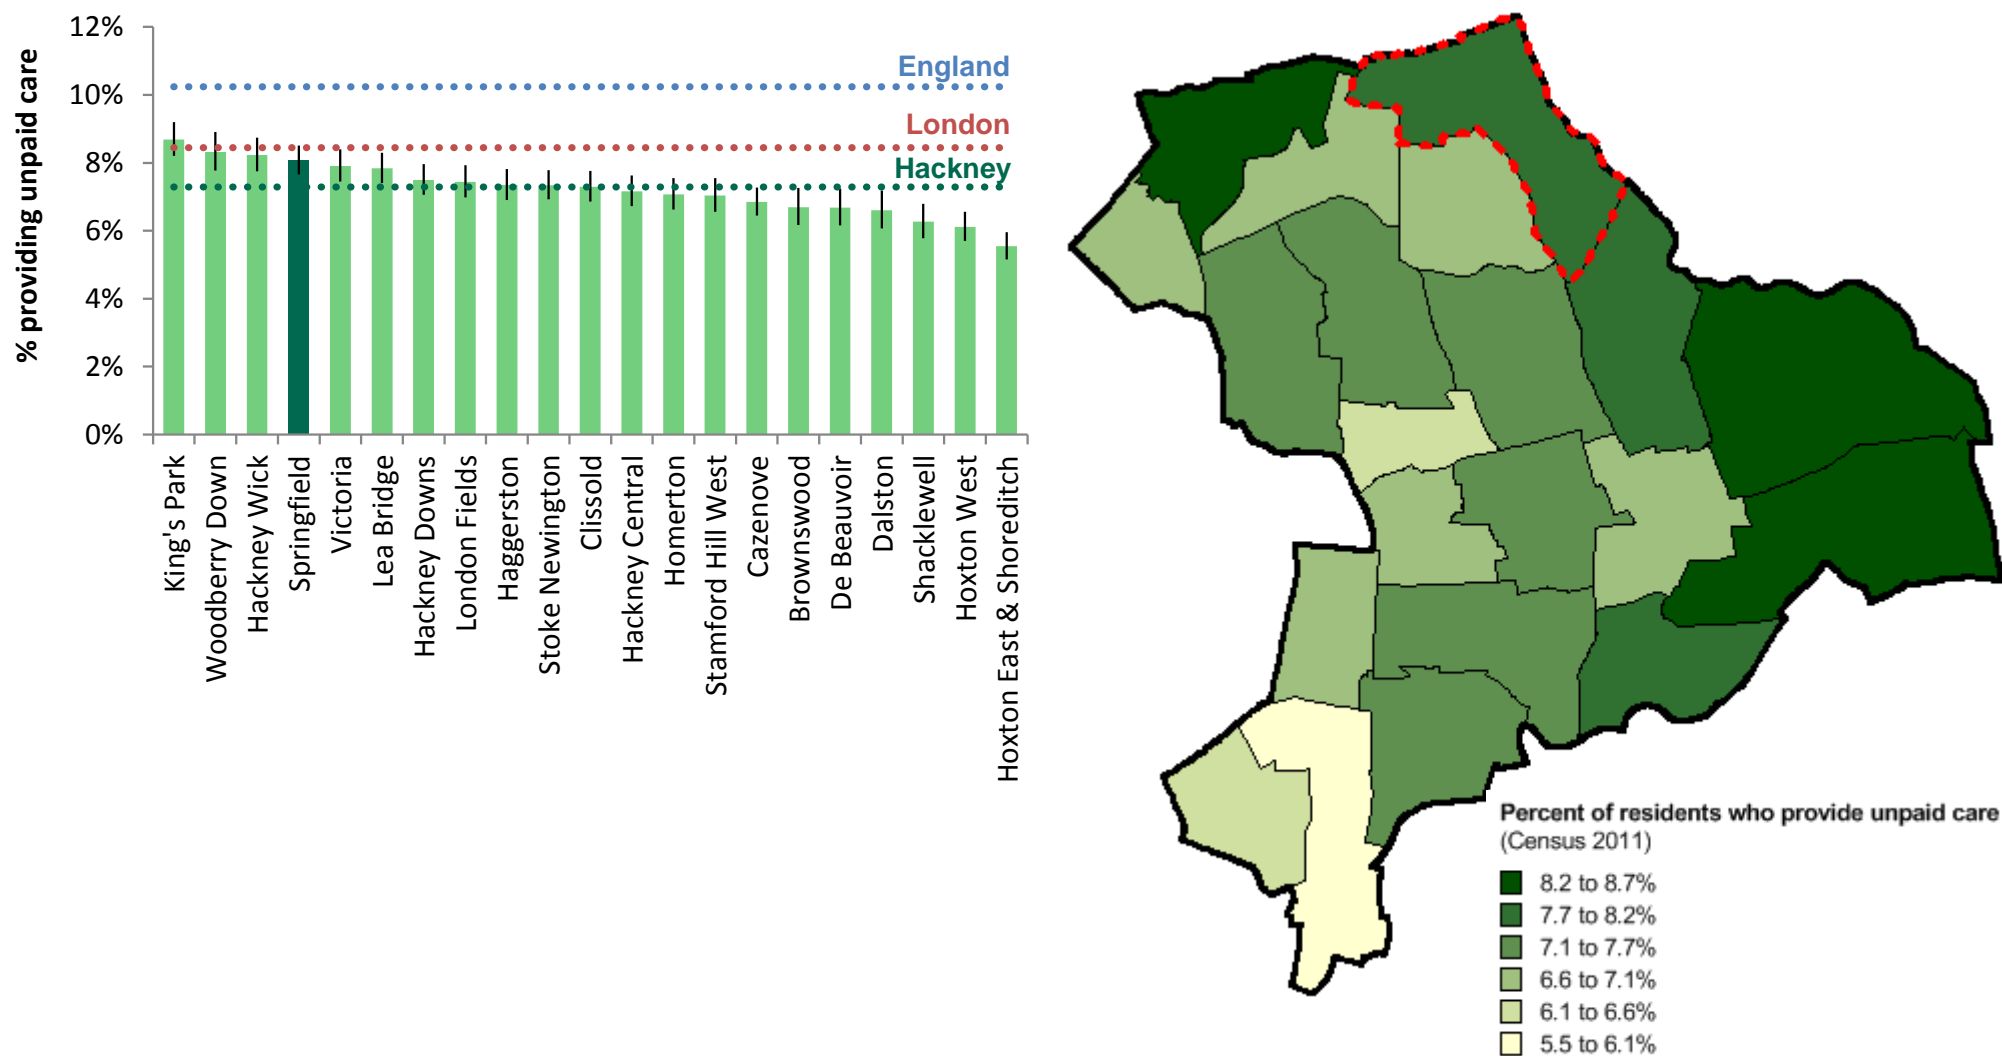 % providing unpaid care
12%
10%
8%
6%
4%
2%
0%
England
London
Hackney
King's Park
Woodberry Down
Hackney Wick
Springfield
Victoria
Lea Bridge
Hackney Downs
London Fields
Haggerston
Stoke Newington
Clissold
Hackney Central
Homerton
Stamford Hill West
Cazenove
Brownswood
De Beauvoir
Dalston
Shacklewell
Hoxton West
Hoxton East & Shoreditch
Percent of residents who provide unpaid care
(Census 2011)
8.2 to 8.7%
7.7 to 8.2%
7.1 to 7.7%
6.6 to 7.1%
6.1 to 6.6%
5.5 to 6.1%